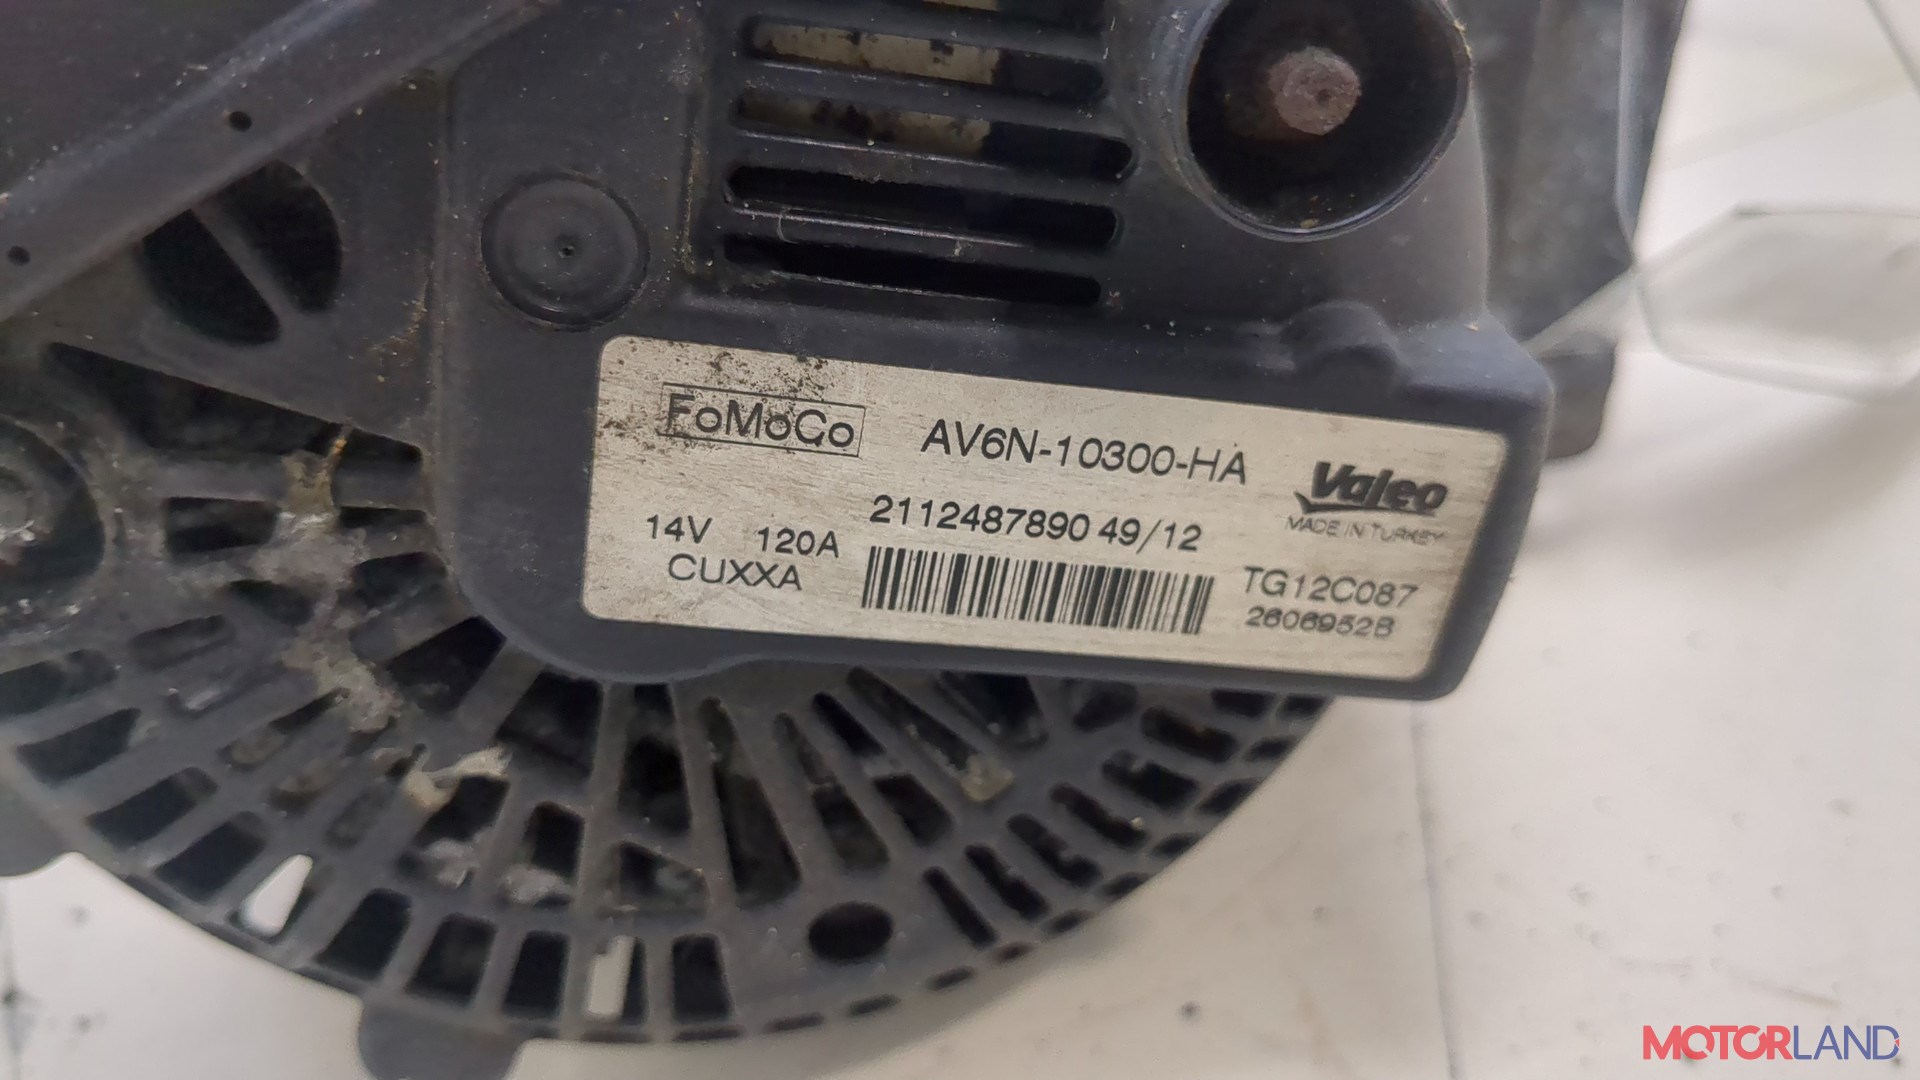 FoMoCo AV6N-10300-HA
Valeo
MADE IN TURKEY
14V 120A 2112487890 49/12
CUXXA
TG12C087
2606952B
MOTORLAND